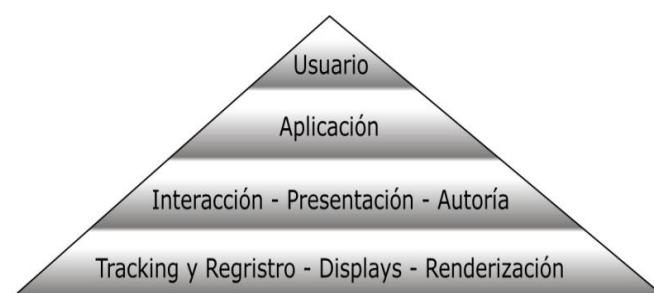 Usuario
Aplicación
Interacción - Presentación - Autoría
Tracking y Regristro - Displays - Renderización